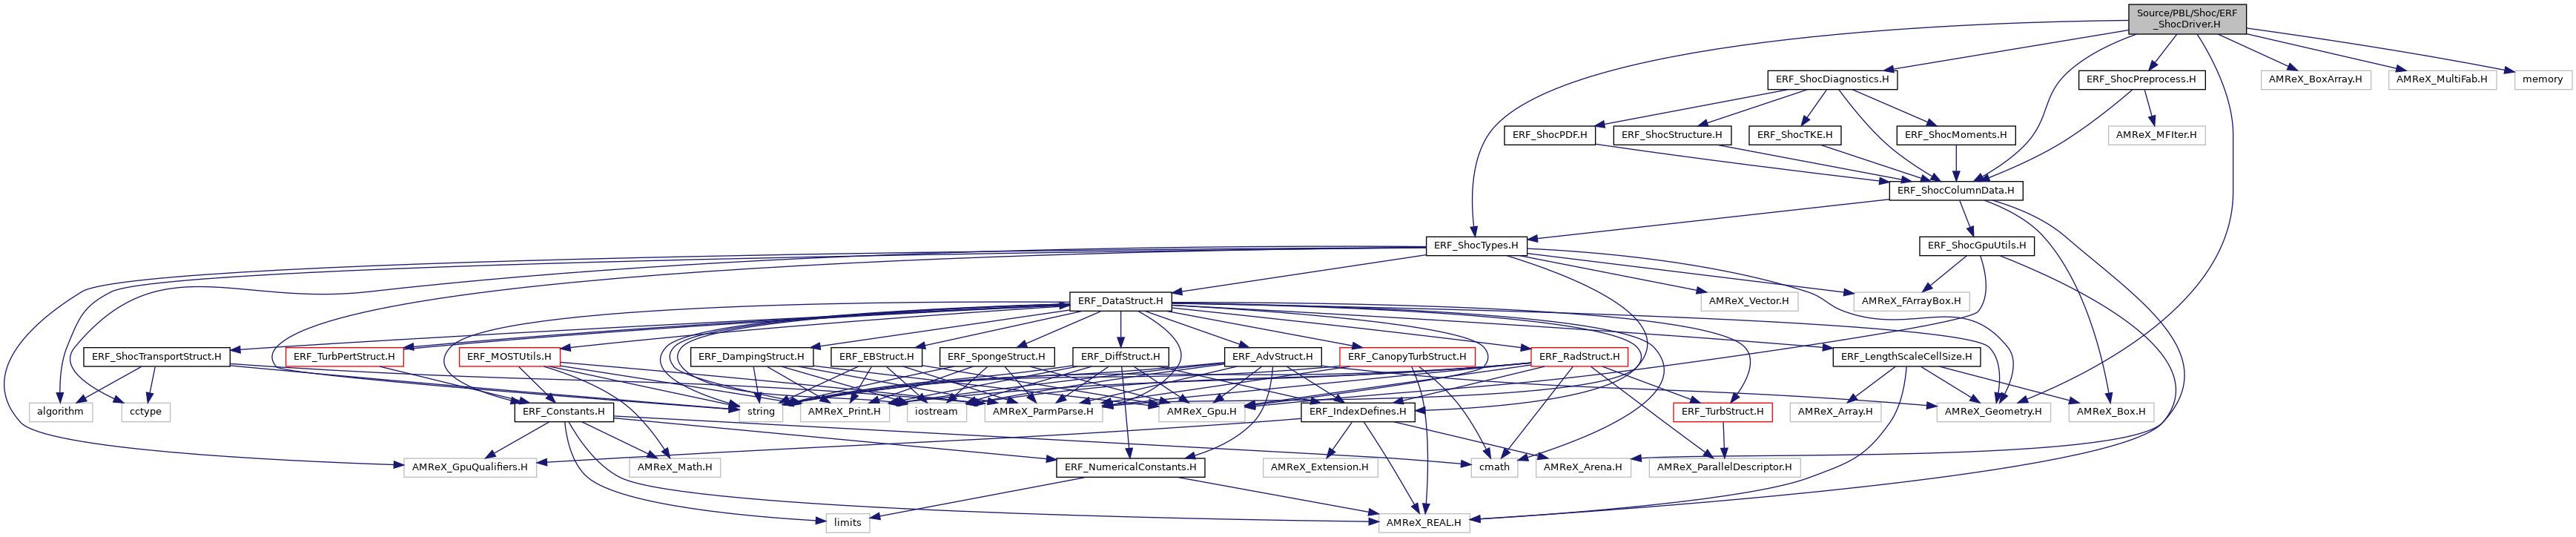 Source/PBL/Shoc/ERF
_ShocDriver.H
ERF_ShocDiagnostics.H
ERF_ShocPreprocess.H
AMReX_BoxArray.H
AMReX_MultiFab.H
memory
ERF_ShocPDF.H
ERF_ShocStructure.H
ERF_ShocTKE.H
ERF_ShocMoments.H
AMReX_MFIter.H
ERF_ShocColumnData.H
ERF_ShocTypes.H
ERF_ShocGpuUtils.H
ERF_DataStruct.H
AMReX_Vector.H
AMReX_FArrayBox.H
ERF_ShocTransportStruct.H
ERF_TurbPertStruct.H
ERF_MOSTUtils.H
ERF_DampingStruct.H
ERF_EBStruct.H
ERF_SpongeStruct.H
ERF_DiffStruct.H
ERF_AdvStruct.H
ERF_CanopyTurbStruct.H
ERF_RadStruct.H
ERF_LengthScaleCellSize.H
algorithm
cctype
ERF_Constants.H
string
AMReX_Print.H
iostream
AMReX_ParmParse.H
AMReX_Gpu.H
ERF_IndexDefines.H
ERF_TurbStruct.H
AMReX_Array.H
AMReX_Geometry.H
AMReX_Box.H
AMReX_GpuQualifiers.H
AMReX_Math.H
ERF_NumericalConstants.H
AMReX_Extension.H
cmath
AMReX_Arena.H
AMReX_ParallelDescriptor.H
limits
AMReX_REAL.H